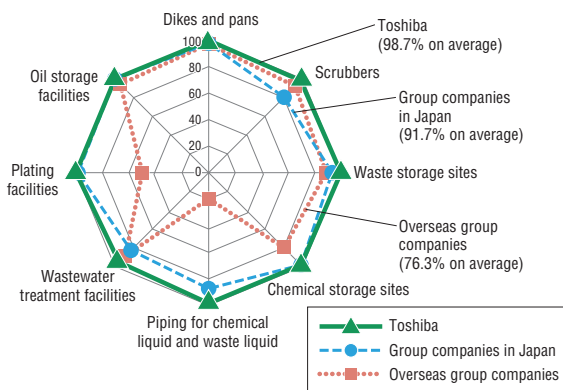 Dikes and pans
100
80
60
40
20
0
Toshiba
(98.7% on average)
Scrubbers
Group companies
in Japan
(91.7% on average)
Waste storage sites
Overseas group
companies
(76.3% on average)
Chemical storage sites
Piping for chemical
liquid and waste liquid
Wastewater
treatment facilities
Plating
facilities
Oil storage
facilities
Toshiba
Group companies in Japan
Overseas group companies